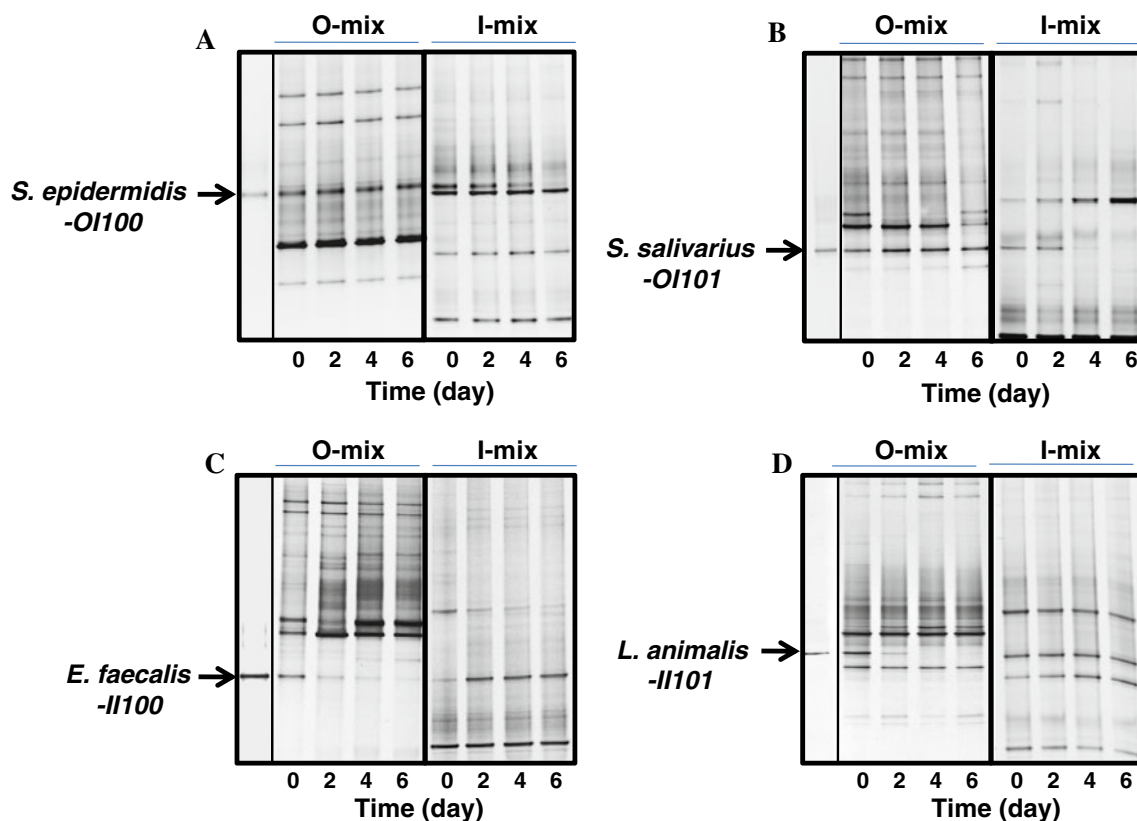 A
O-mix I-mix
S. epidermidis
-OI100
0 2 4 6 0 2 4 6
Time (day)
B
O-mix I-mix
S. salivarius
-OI101
0 2 4 6 0 2 4 6
Time (day)
C
O-mix I-mix
E. faecalis
-II100
0 2 4 6 0 2 4 6
Time (day)
D
O-mix I-mix
L. animalis
-II101
0 2 4 6 0 2 4 6
Time (day)